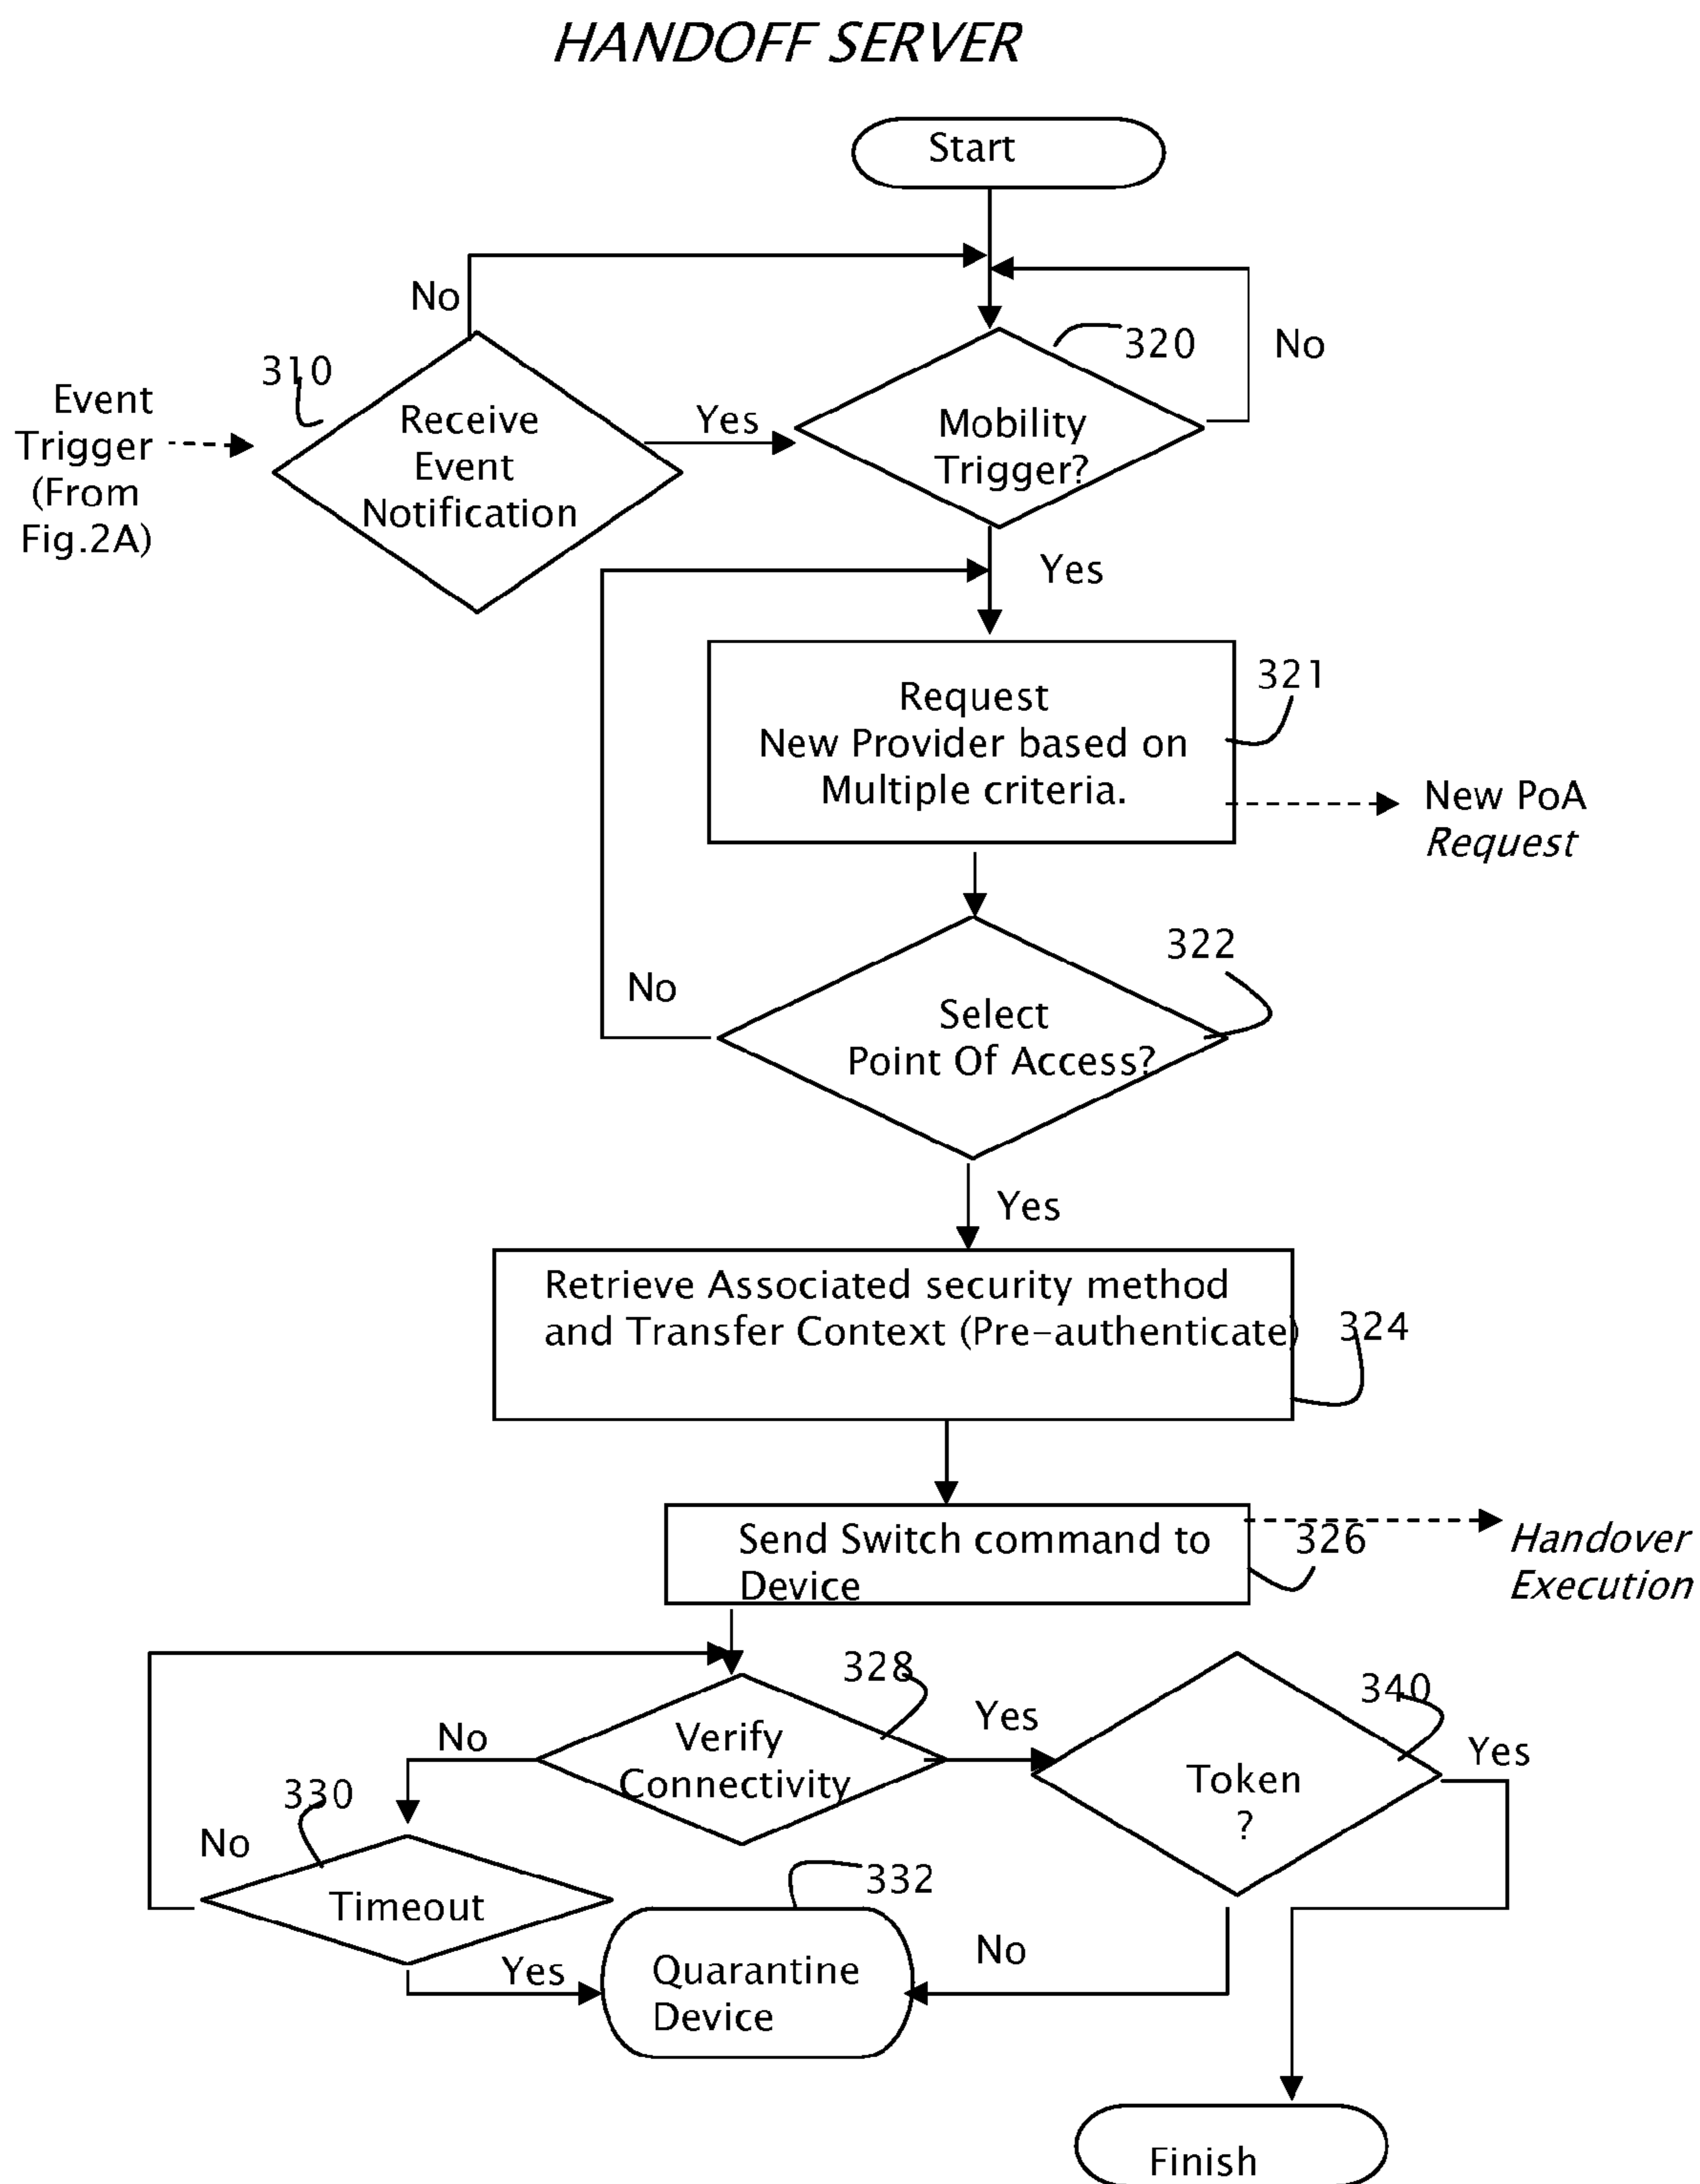 HANDOFF SERVER
Start
No
310
320
No
Event
Trigger
(From
Fig.2A)
Receive
Event
Notification
Yes
Mobility
Trigger?
Yes
Request
New Provider based on
Multiple criteria.
321
New PoA
Request
322
No
Select
Point Of Access?
Yes
Retrieve Associated security method
and Transfer Context (Pre-authenticate)
324
Send Switch command to
Device
326
Handover
Execution
328
340
No
Verify
Connectivity
Yes
Token
?
Yes
330
No
Timeout
332
Yes
Quarantine
Device
No
Finish